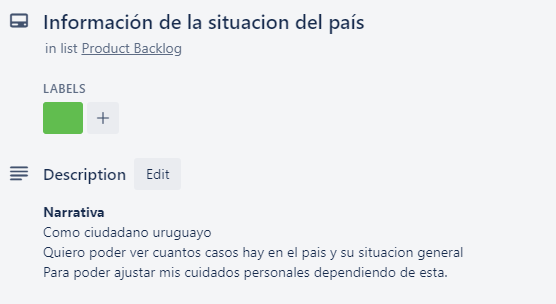 Información de la situacion del país
in list Product Backlog
LABELS
+
Description Edit
Narrativa
Como ciudadano uruguayo
Quiero poder ver cuantos casos hay en el pais y su situacion general
Para poder ajustar mis cuidados personales dependiendo de esta.